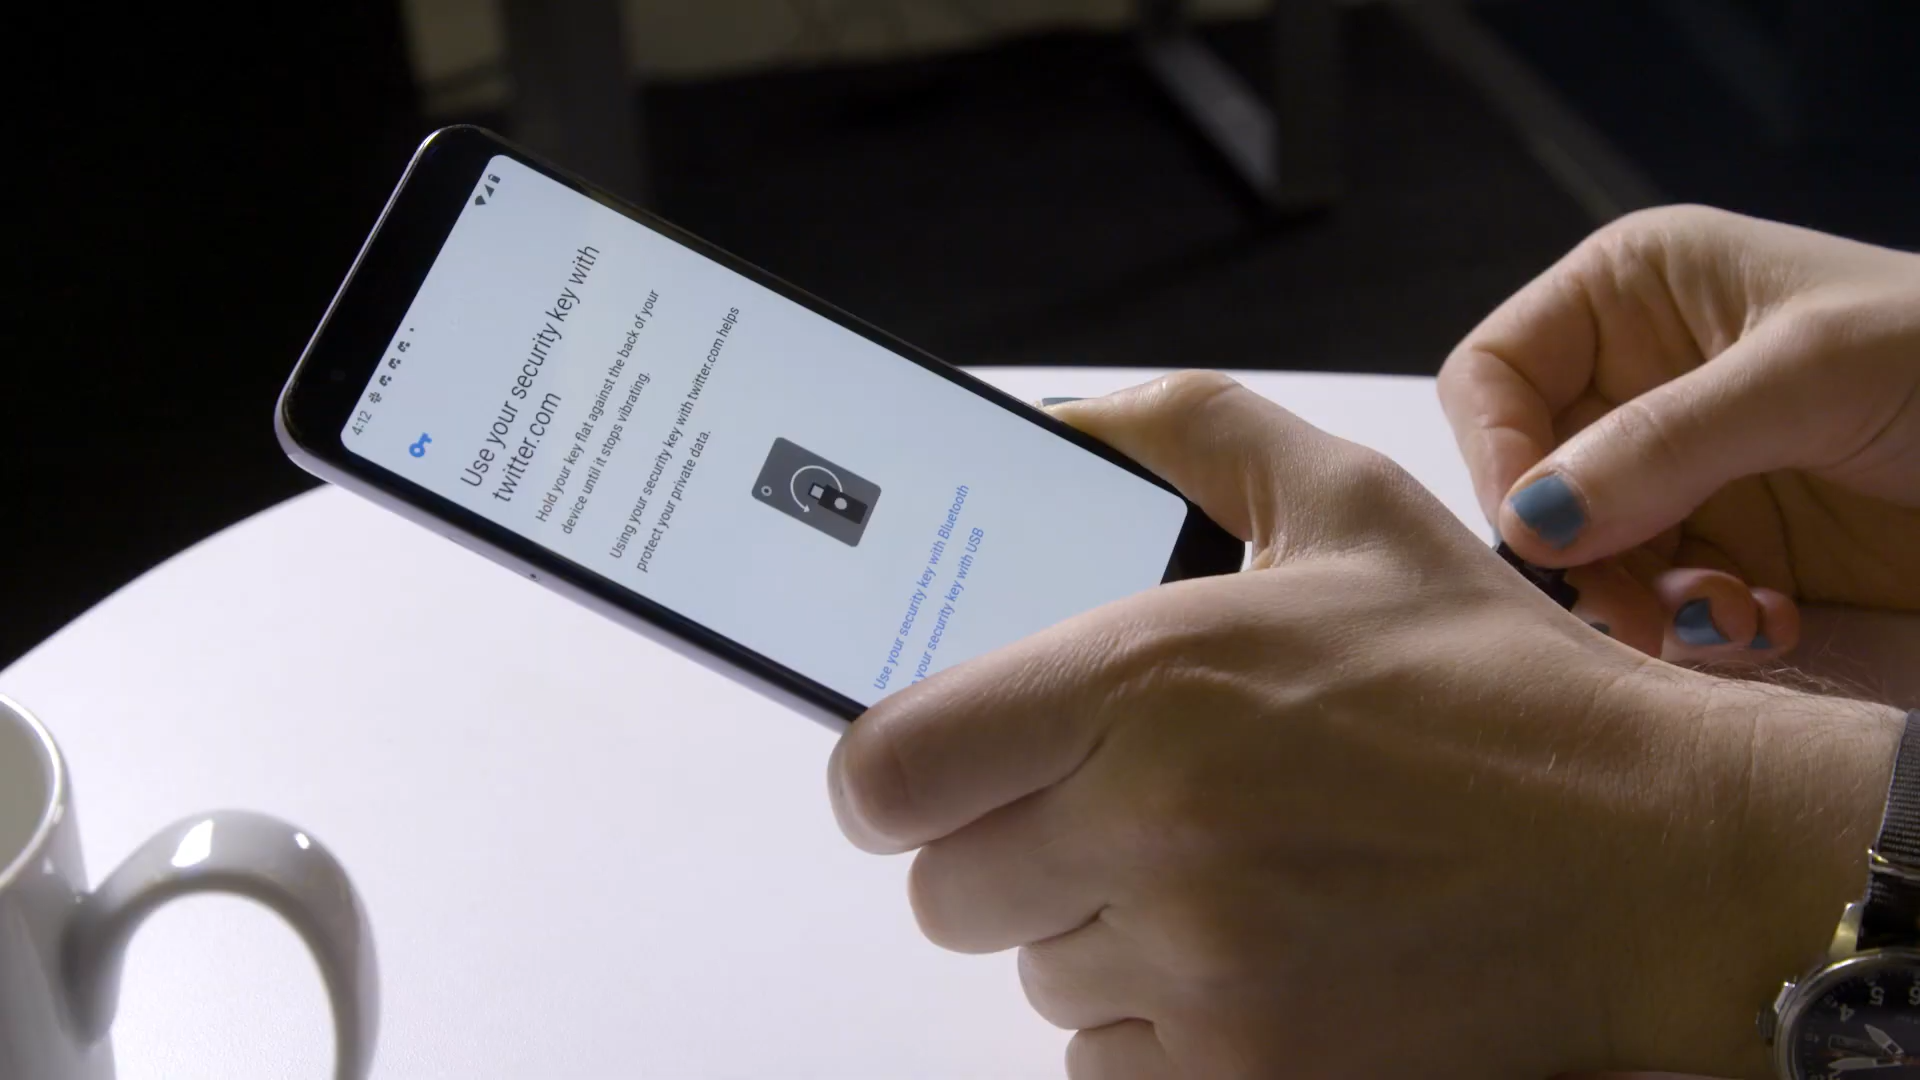 4:12
Use your security key with
twitter.com
Hold your key flat against the back of your
device until it stops vibrating.
Using your security key with twitter.com helps
protect your private data.
Use your security key with Bluetooth
your security key with USB
4
5